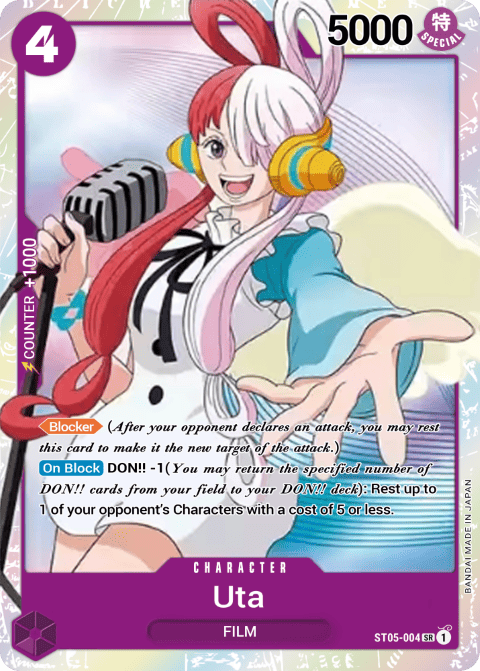 4
5000
特
SPECIAL
COUNTER +1000
Blocker (After your opponent declares an attack, you may rest
this card to make it the new target of the attack.)
On Block DON!! -1(You may return the specified number of
DON!! cards from your field to your DON!! deck): Rest up to
1 of your opponent's Characters with a cost of 5 or less.
BANDAI MADE IN JAPAN
CHARACTER
Uta
FILM
ST05-004 SR 1